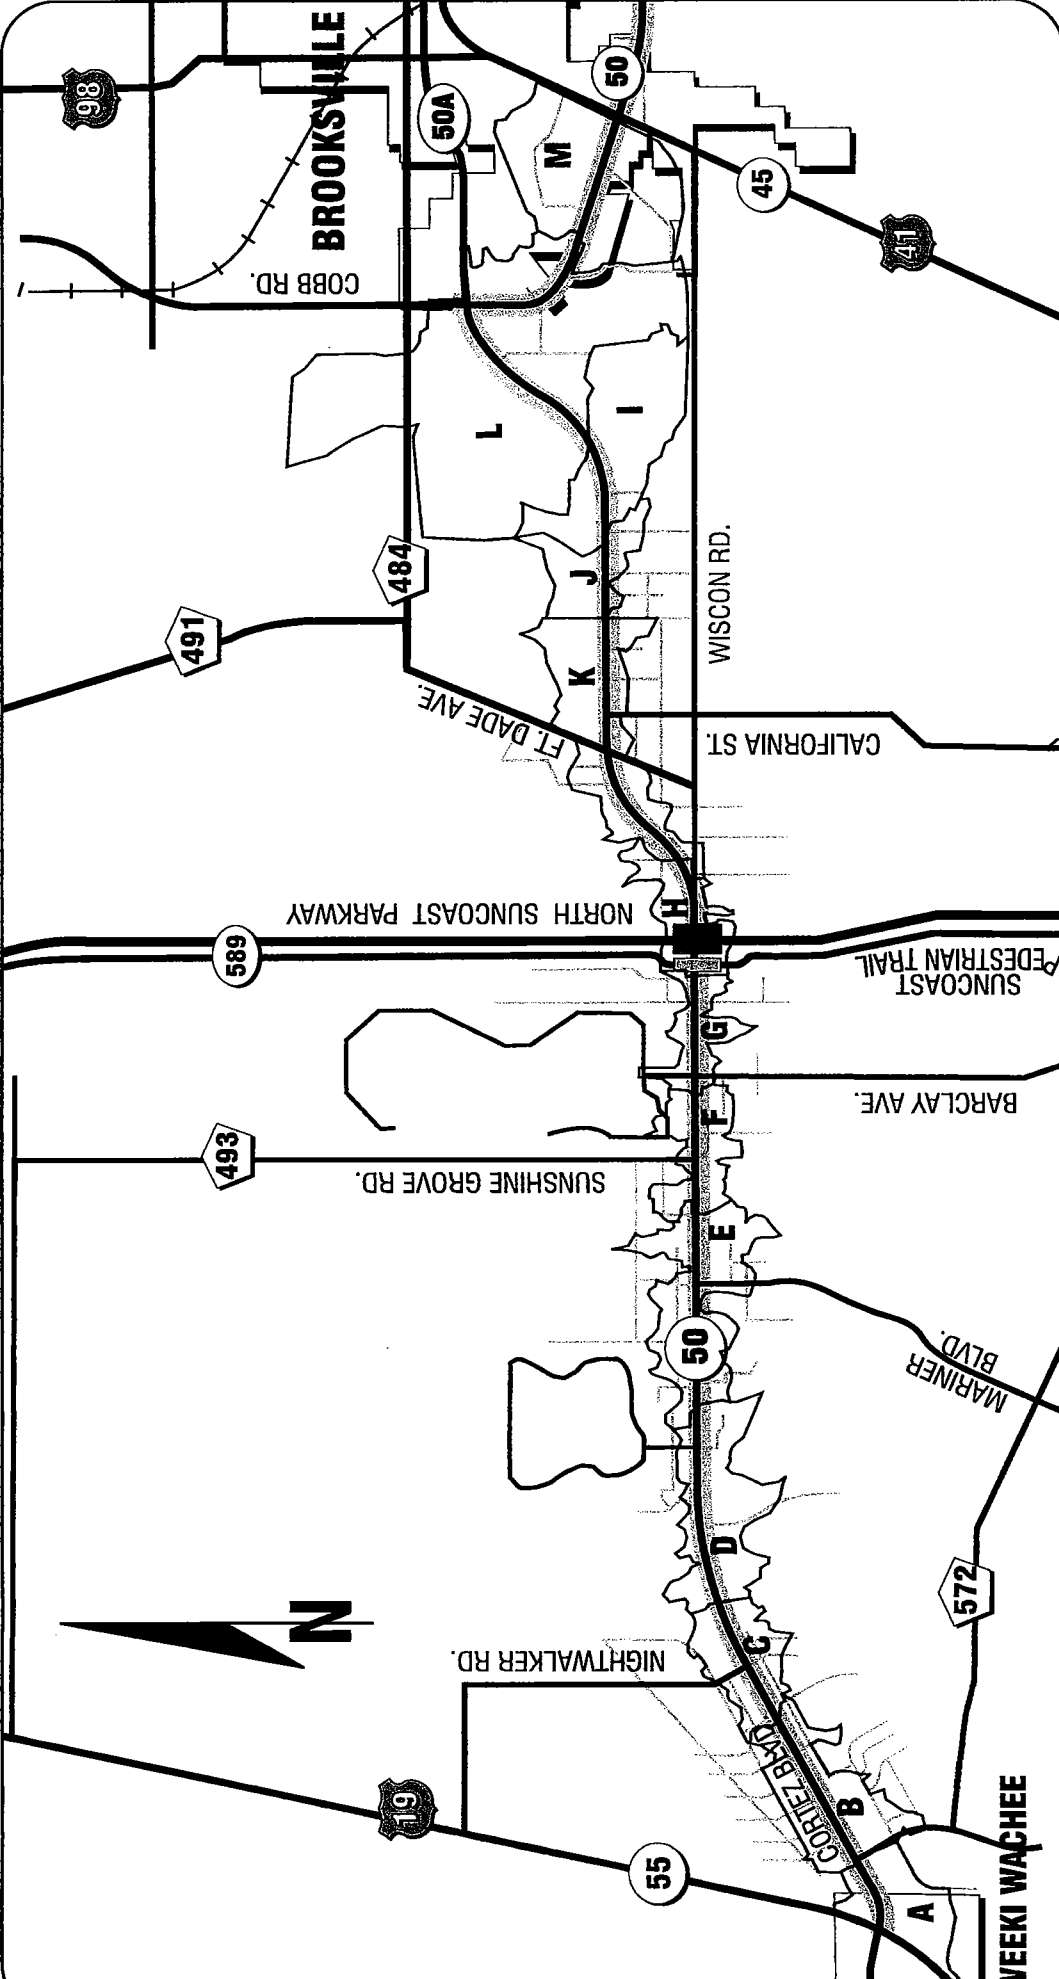 98
BROOKSVILLE
COBB RD.
50A
50
M
45
41
L
I
491
484
J
K
FT. DADE AVE.
WISCON RD.
CALIFORNIA ST.
NORTH SUNCOAST PARKWAY
589
H
SUNCOAST
PEDESTRIAN TRAIL
G
BARCLAY AVE.
F
493
SUNSHINE GROVE RD.
E
50
MARINER
BLVD.
D
572
N
NIGHTWALKER RD.
C
CORTEZ BLVD.
B
19
55
A
WEEKI WACHEE